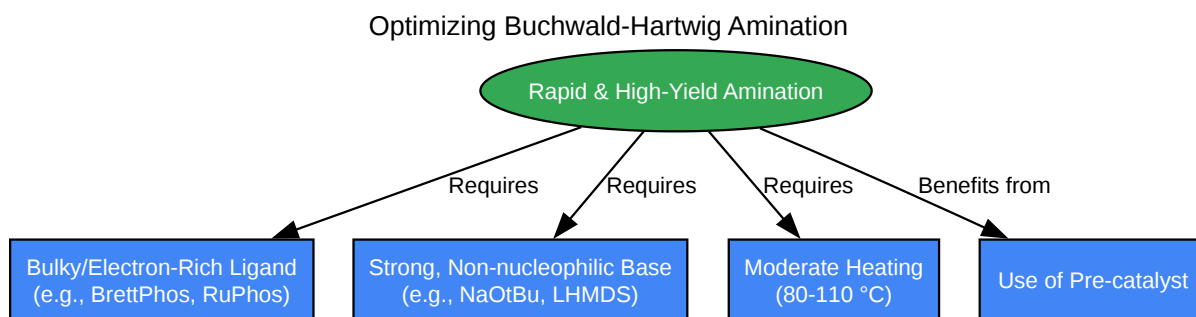 Optimizing Buchwald-Hartwig Amination
Rapid & High-Yield Amination
Requires
Requires
Requires
Benefits from
Bulky/Electron-Rich Ligand
(e.g., BrettPhos, RuPhos)
Strong, Non-nucleophilic Base
(e.g., NaOtBu, LHMDS)
Moderate Heating
(80-110 °C)
Use of Pre-catalyst